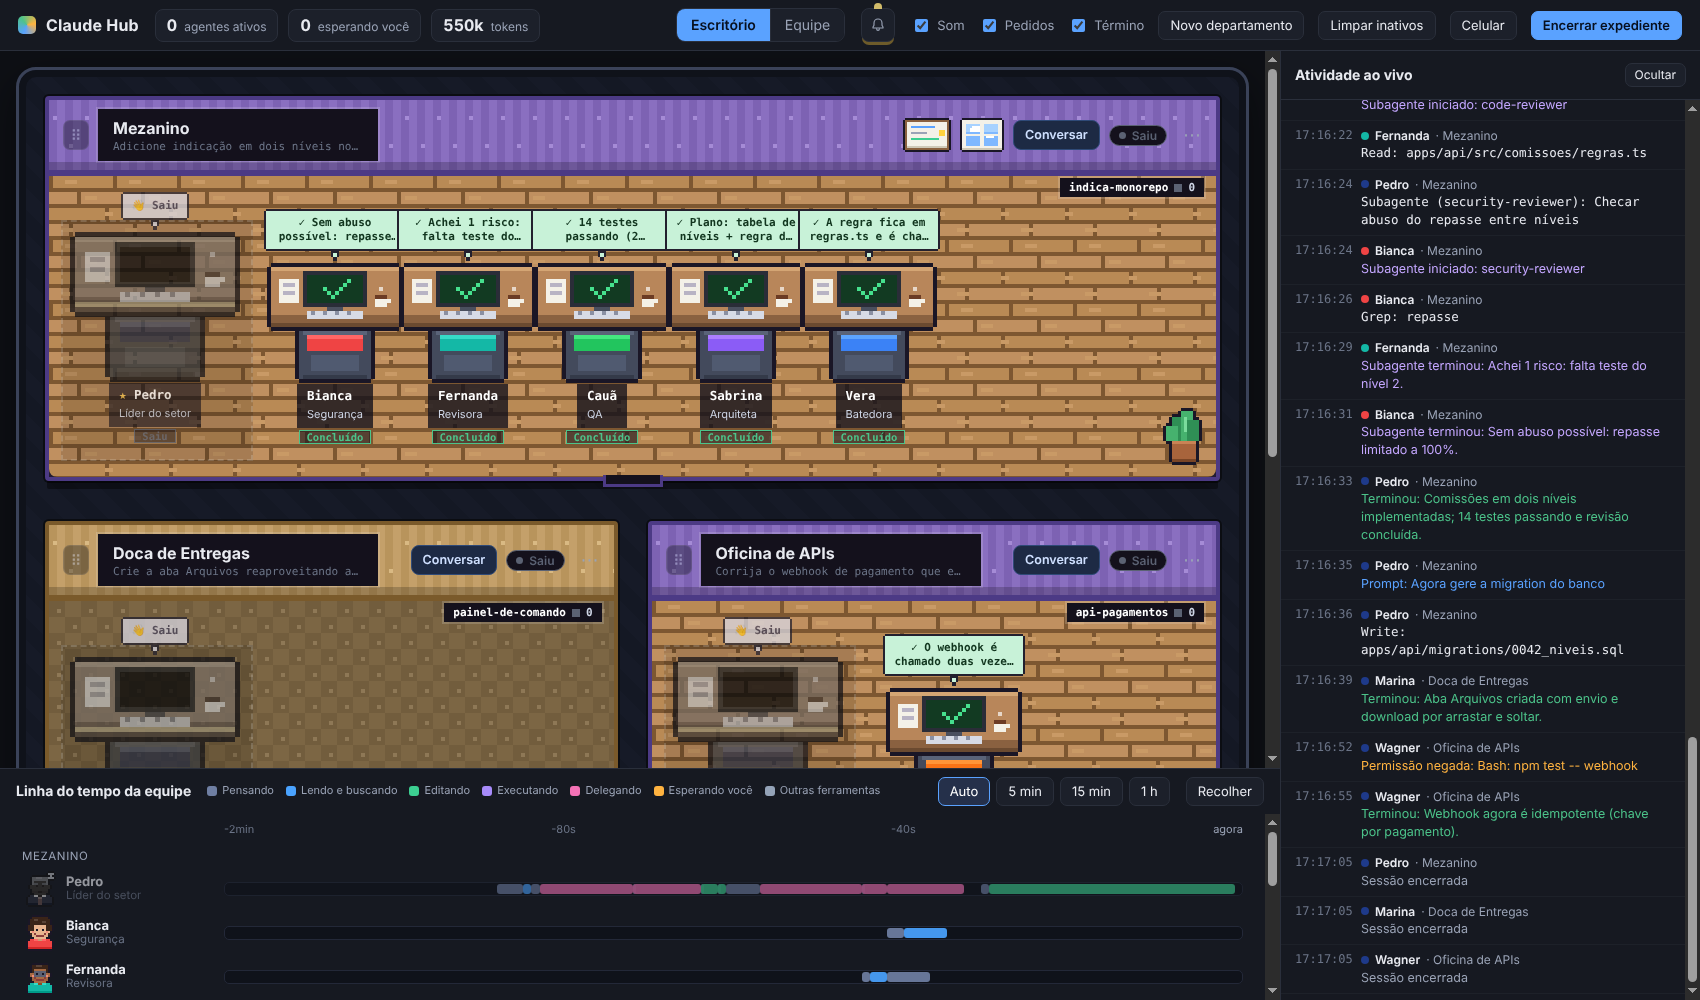 Claude Hub
0 agentes ativos
0 esperando você
550k tokens
Escritório
Equipe
Som
Pedidos
Término
Novo departamento
Limpar inativos
Celular
Encerrar expediente
Mezanino
Adicione indicação em dois níveis no…
Conversar
Saiu
indica-monorepo 0
Saiu
✓ Sem abuso
possível: repasse…
✓ Achei 1 risco:
falta teste do…
✓ 14 testes
passando (2…
✓ Plano: tabela de
níveis + regra d…
✓ A regra fica em
regras.ts e é cha…
★ Pedro
Líder do setor
Saiu
Bianca
Segurança
Concluído
Fernanda
Revisora
Concluído
Cauã
QA
Concluído
Sabrina
Arquiteta
Concluído
Vera
Batedora
Concluído
Doca de Entregas
Crie a aba Arquivos reaproveitando a…
Conversar
Saiu
painel-de-comando 0
Saiu
Oficina de APIs
Corrija o webhook de pagamento que e…
Conversar
Saiu
api-pagamentos 0
Saiu
✓ O webhook é
chamado duas veze…
Linha do tempo da equipe
Pensando
Lendo e buscando
Editando
Executando
Delegando
Esperando você
Outras ferramentas
Auto
5 min
15 min
1 h
Recolher
-2min
-80s
-40s
agora
MEZANINO
Pedro
Líder do setor
Bianca
Segurança
Fernanda
Revisora
Atividade ao vivo
Ocultar
Subagente iniciado: code-reviewer
17:16:22 Fernanda · Mezanino
Read: apps/api/src/comissoes/regras.ts
17:16:24 Pedro · Mezanino
Subagente (security-reviewer): Checar
abuso do repasse entre níveis
17:16:24 Bianca · Mezanino
Subagente iniciado: security-reviewer
17:16:26 Bianca · Mezanino
Grep: repasse
17:16:29 Fernanda · Mezanino
Subagente terminou: Achei 1 risco: falta teste do
nível 2.
17:16:31 Bianca · Mezanino
Subagente terminou: Sem abuso possível: repasse
limitado a 100%.
17:16:33 Pedro · Mezanino
Terminou: Comissões em dois níveis
implementadas; 14 testes passando e revisão
concluída.
17:16:35 Pedro · Mezanino
Prompt: Agora gere a migration do banco
17:16:36 Pedro · Mezanino
Write:
apps/api/migrations/0042_niveis.sql
17:16:39 Marina · Doca de Entregas
Terminou: Aba Arquivos criada com envio e
download por arrastar e soltar.
17:16:52 Wagner · Oficina de APIs
Permissão negada: Bash: npm test -- webhook
17:16:55 Wagner · Oficina de APIs
Terminou: Webhook agora é idempotente (chave
por pagamento).
17:17:05 Pedro · Mezanino
Sessão encerrada
17:17:05 Marina · Doca de Entregas
Sessão encerrada
17:17:05 Wagner · Oficina de APIs
Sessão encerrada